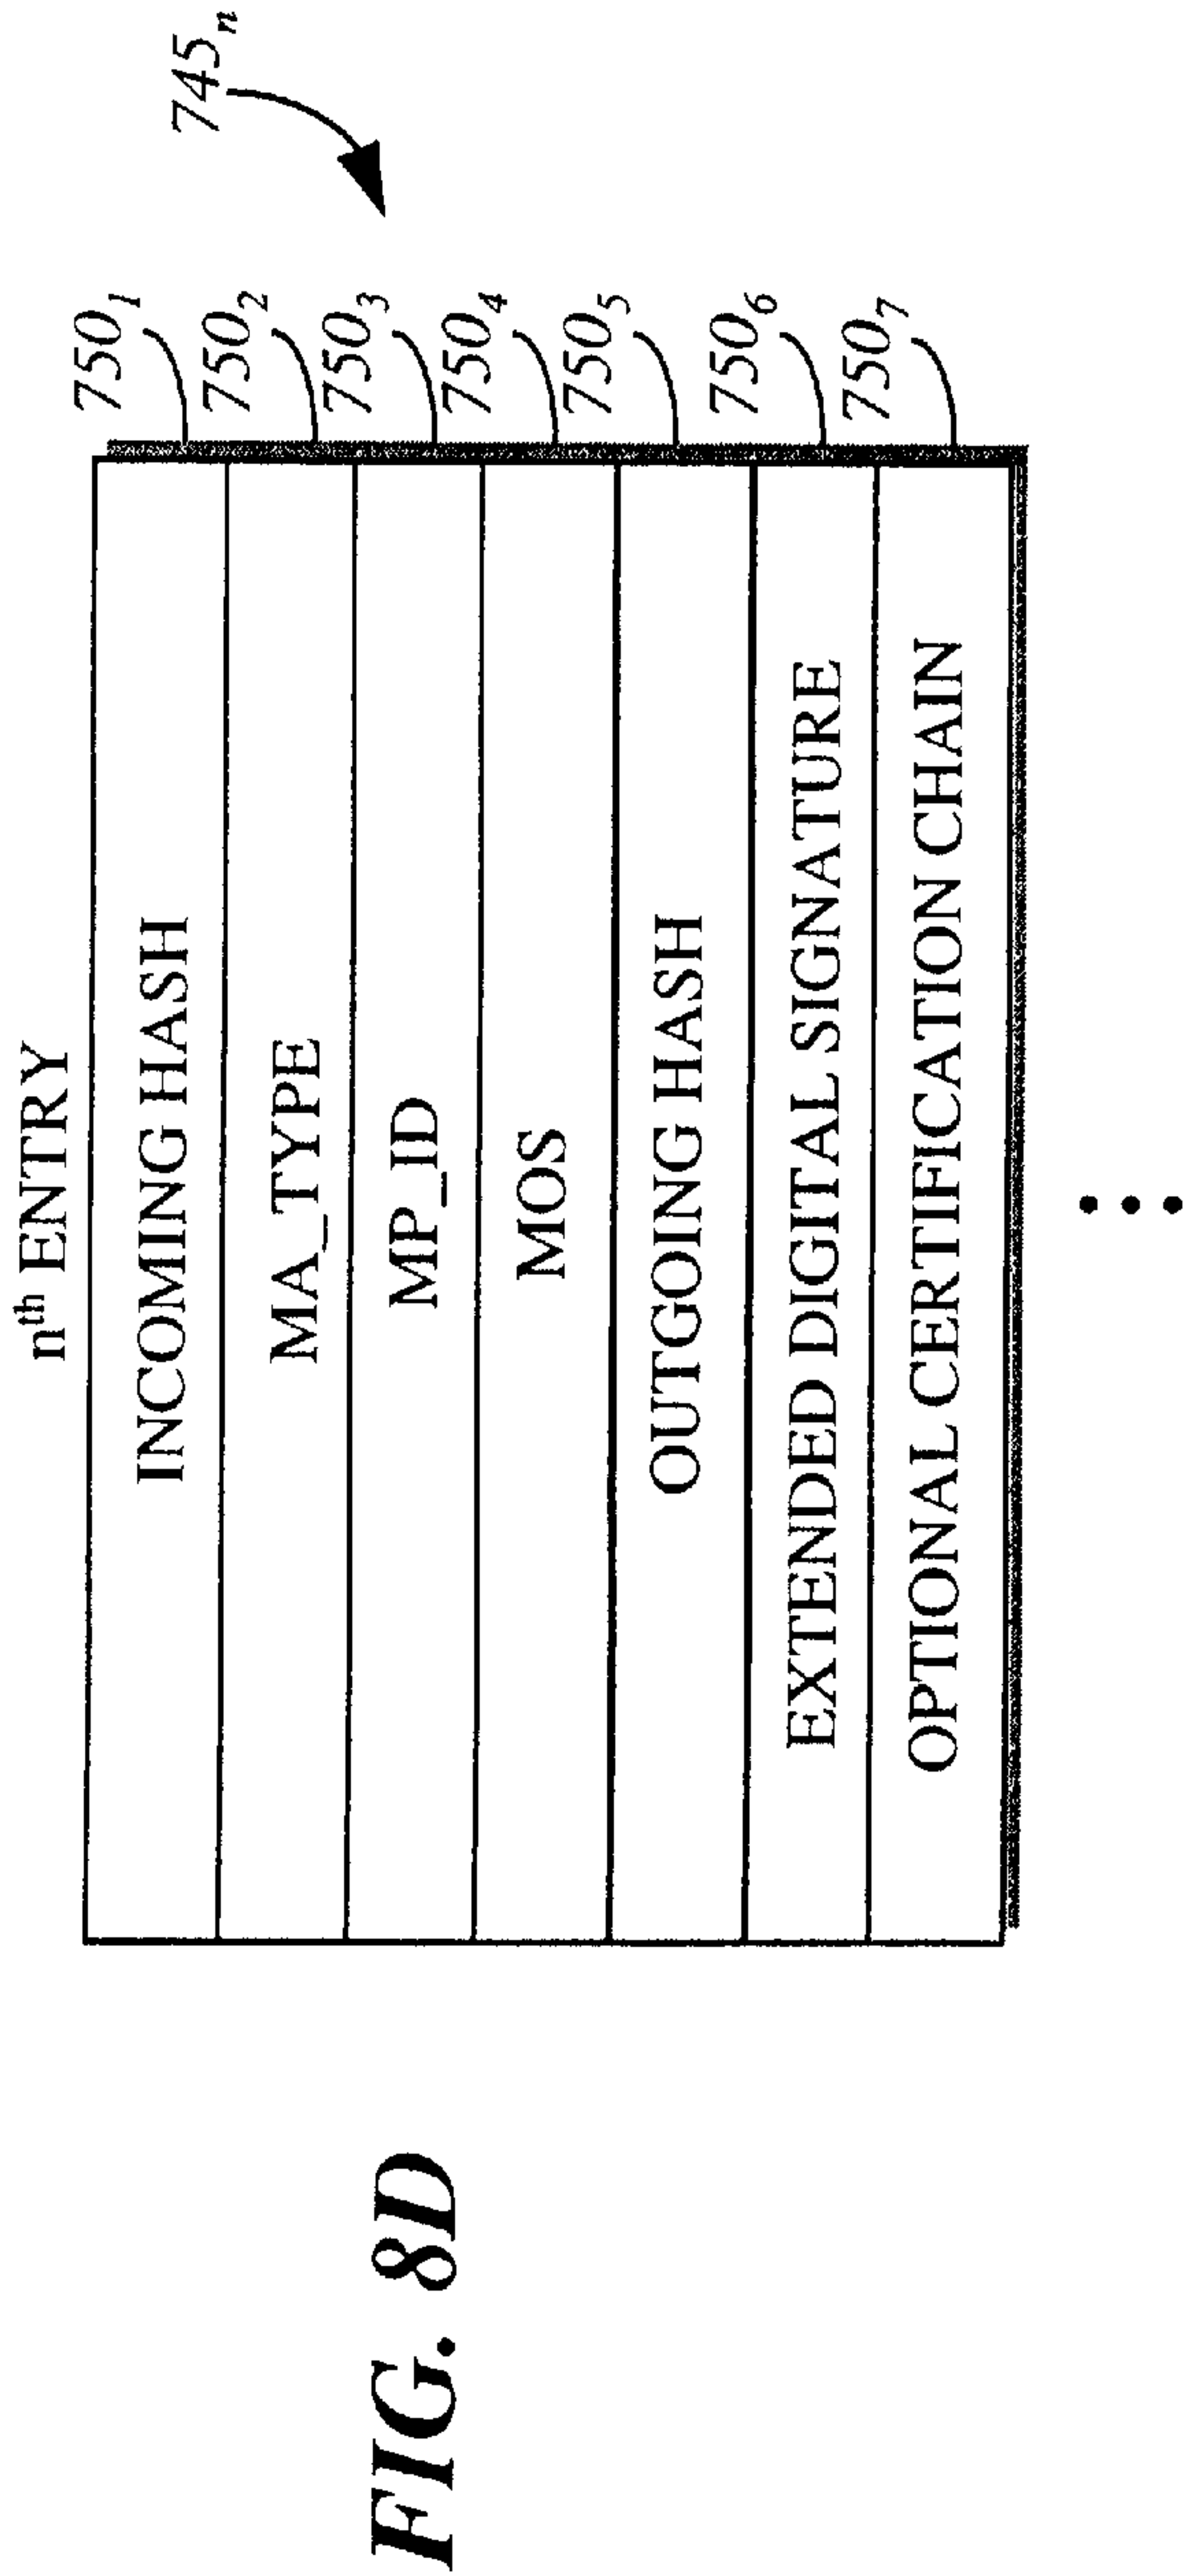 nth ENTRY
745n
INCOMING HASH
7501
MA_TYPE
7502
MP_ID
7503
MOS
7504
OUTGOING HASH
7505
EXTENDED DIGITAL SIGNATURE
7506
OPTIONAL CERTIFICATION CHAIN
7507
FIG. 8D